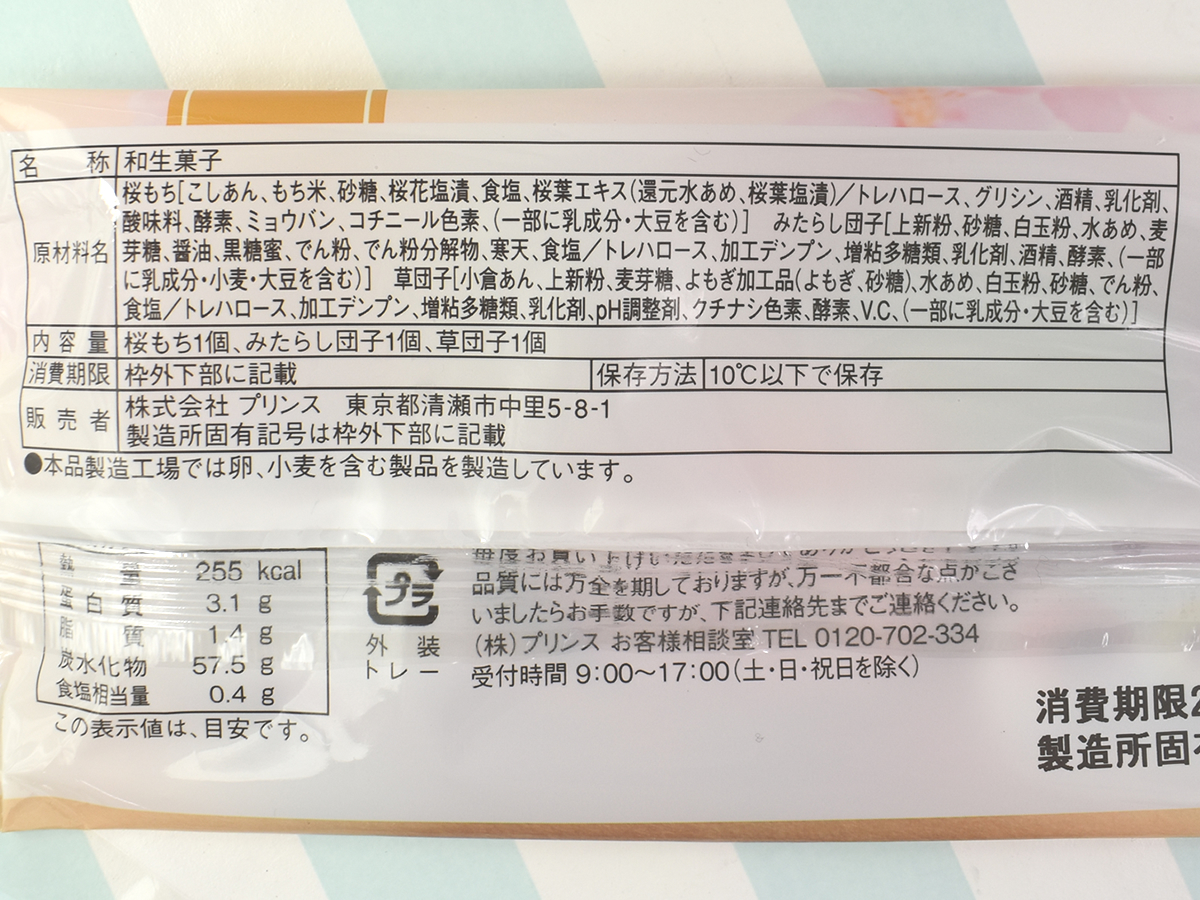 名称 和生菓子
原材料名 桜もち[こしあん、もち米、砂糖、桜花塩漬、食塩、桜葉エキス(還元水あめ、桜葉塩漬)／トレハロース、グリシン、酒精、乳化剤、
酸味料、酵素、ミョウバン、コチニール色素、(一部に乳成分・大豆を含む)] みたらし団子[上新粉、砂糖、白玉粉、水あめ、麦
芽糖、醤油、黒糖蜜、でん粉、でん粉分解物、寒天、食塩／トレハロース、加工デンプン、増粘多糖類、乳化剤、酒精、酵素、(一部
に乳成分・小麦・大豆を含む)] 草団子[小倉あん、上新粉、麦芽糖、よもぎ加工品(よもぎ、砂糖)、水あめ、白玉粉、砂糖、でん粉、
食塩／トレハロース、加工デンプン、増粘多糖類、乳化剤、pH調整剤、クチナシ色素、酵素、V.C、(一部に乳成分・大豆を含む)]
内容量 桜もち1個、みたらし団子1個、草団子1個
消費期限 枠外下部に記載 保存方法 10℃以下で保存
販売者 株式会社 プリンス 東京都清瀬市中里5-8-1
製造所固有記号は枠外下部に記載
●本品製造工場では卵、小麦を含む製品を製造しています。
熱量 255 kcal
蛋白質 3.1 g
脂質 1.4 g
炭水化物 57.5 g
食塩相当量 0.4 g
この表示値は、目安です。
プラ
外装
トレー
毎度お買い上げいただきまして
品質には万全を期しておりますが、万一不都合な点がござ
いましたらお手数ですが、下記連絡先までご連絡ください。
(株)プリンス お客様相談室 TEL 0120-702-334
受付時間 9:00〜17:00(土・日・祝日を除く)
消費期限2
製造所固